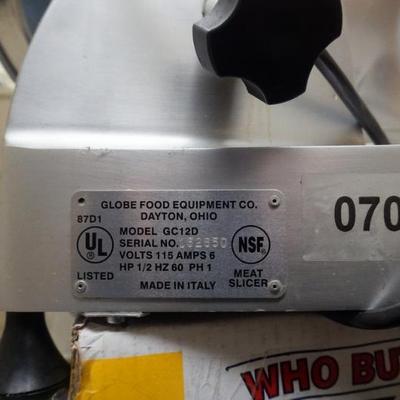 GLOBE FOOD EQUIPMENT CO.
DAYTON, OHIO
87D1
MODEL GC12D
UL
SERIAL NO.
NSF
VOLTS 115 AMPS 6
HP 1/2 HZ 60 PH 1
LISTED
MEAT
SLICER
MADE IN ITALY
070
WHO BU